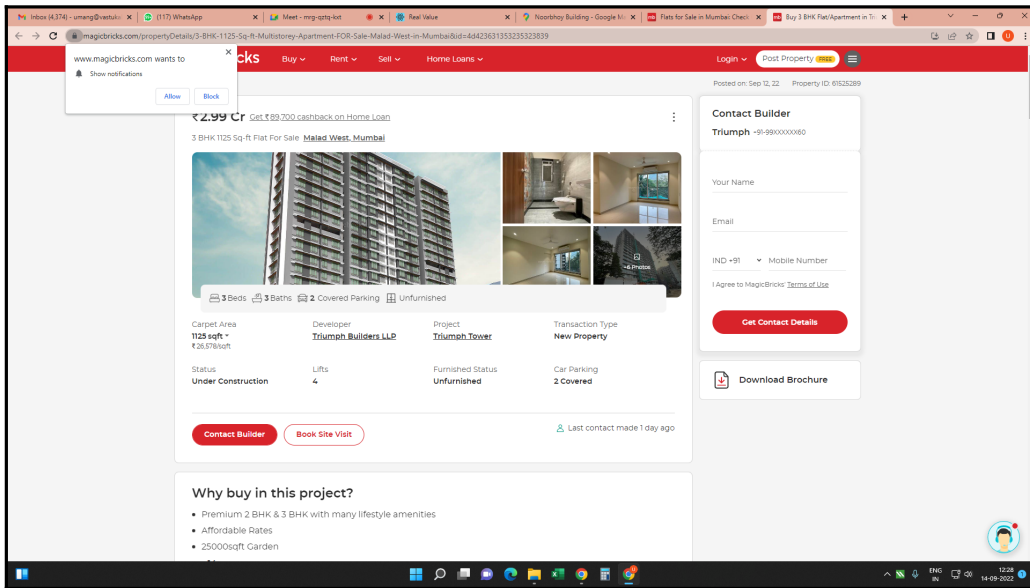 Inbox (4,374) - umang@vastuka
(117) WhatsApp
Meet - mrg-qztq-kxt
Real Value
Noorbhoy Building - Google Ma
Flats for Sale in Mumbai: Check
Buy 3 BHK Flat/Apartment in Tri
magicbricks.com/propertyDetails/3-BHK-1125-Sq-ft-Multistorey-Apartment-FOR-Sale-Malad-West-in-Mumbai&id=4d423631353235323839
www.magicbricks.com wants to
Show notifications
Allow
Block
cks
Buy
Rent
Sell
Home Loans
Login
Post Property FREE
Posted on: Sep 12, 22 Property ID: 61525289
₹2.99 Cr Get ₹89,700 cashback on Home Loan
3 BHK 1125 Sq-ft Flat For Sale Malad West, Mumbai
+6 Photos
3 Beds 3 Baths 2 Covered Parking Unfurnished
Carpet Area
1125 sqft
₹26,578/sqft
Developer
Triumph Builders LLP
Project
Triumph Tower
Transaction Type
New Property
Status
Under Construction
Lifts
4
Furnished Status
Unfurnished
Car Parking
2 Covered
Contact Builder
Book Site Visit
Last contact made 1 day ago
Contact Builder
Triumph +91-99XXXXXX60
Your Name
Email
IND +91 Mobile Number
I Agree to MagicBricks' Terms of Use
Get Contact Details
Download Brochure
Why buy in this project?
• Premium 2 BHK & 3 BHK with many lifestyle amenities
• Affordable Rates
• 25000sqft Garden
ENG
IN
12:28
14-09-2022